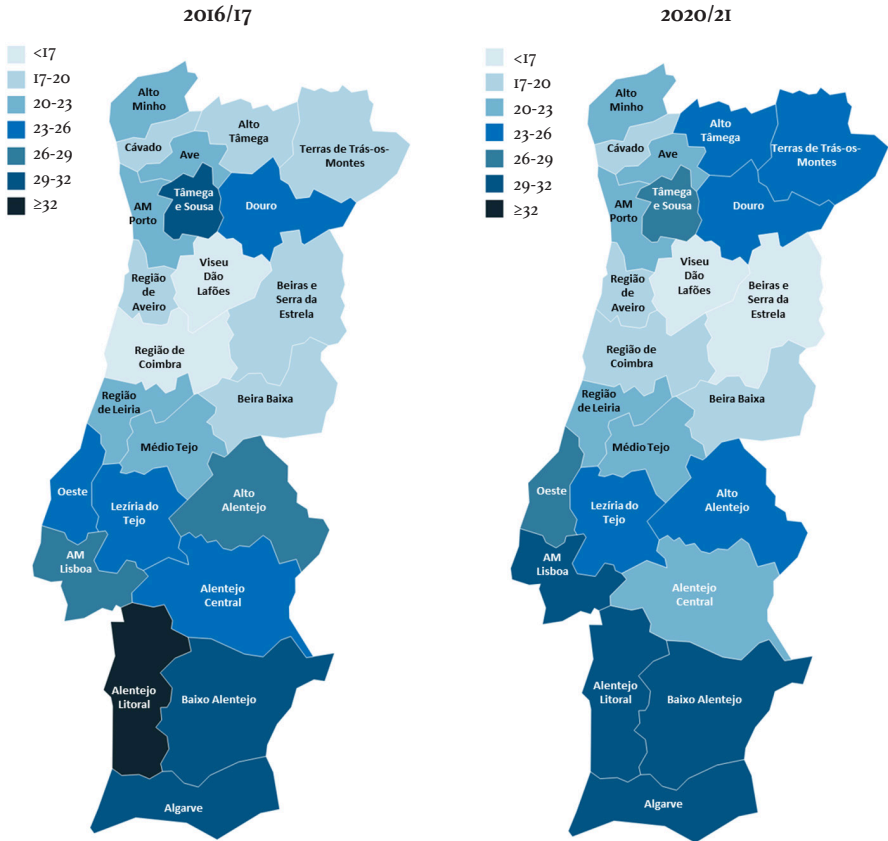 2016/17
<17
17-20
20-23
23-26
26-29
29-32
≥32
Alto
Minho
Cávado
Ave
Alto
Tâmega
Terras de Trás-os-
Montes
AM
Porto
Tâmega
e Sousa
Douro
Região
de
Aveiro
Viseu
Dão
Lafões
Beiras e
Serra da
Estrela
Região de
Coimbra
Região
de Leiria
Beira Baixa
Médio Tejo
Oeste
Lezíria do
Tejo
Alto
Alentejo
AM
Lisboa
Alentejo
Central
Alentejo
Litoral
Baixo Alentejo
Algarve
2020/21
<17
17-20
20-23
23-26
26-29
29-32
≥32
Alto
Minho
Cávado
Ave
Alto
Tâmega
Terras de Trás-os-
Montes
AM
Porto
Tâmega
e Sousa
Douro
Região
de
Aveiro
Viseu
Dão
Lafões
Beiras e
Serra da
Estrela
Região de
Coimbra
Região
de Leiria
Beira Baixa
Médio Tejo
Oeste
Lezíria do
Tejo
Alto
Alentejo
AM
Lisboa
Alentejo
Central
Alentejo
Litoral
Baixo Alentejo
Algarve